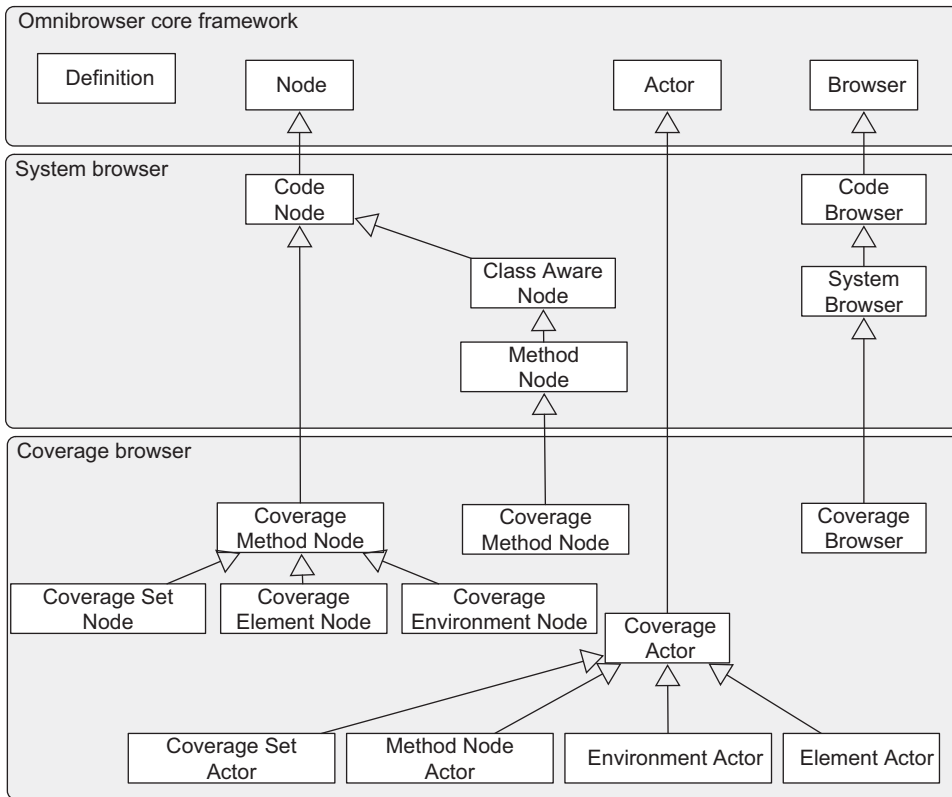 Omnibrowser core framework
Definition
Node
Actor
Browser
System browser
Code
Node
Code
Browser
Class Aware
Node
System
Browser
Method
Node
Coverage browser
Coverage
Method Node
Coverage
Method Node
Coverage
Browser
Coverage Set
Node
Coverage
Element Node
Coverage
Environment Node
Coverage
Actor
Coverage Set
Actor
Method Node
Actor
Environment Actor
Element Actor